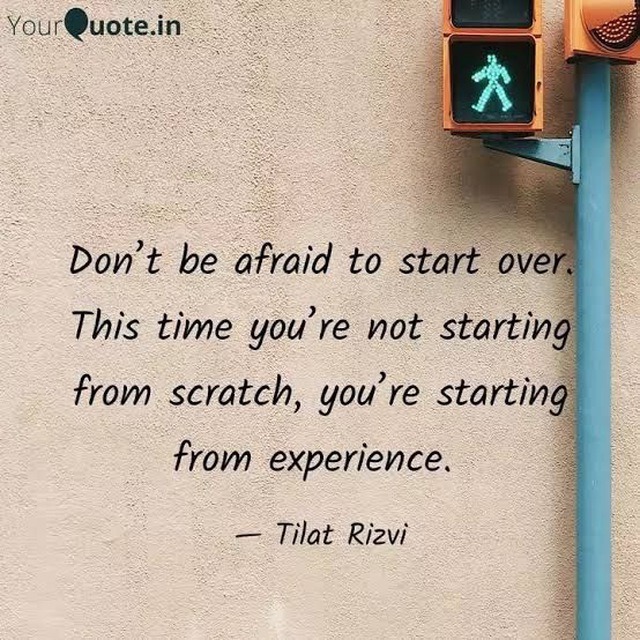 YourQuote.in
Don't be afraid to start over.
This time you're not starting
from scratch, you're starting
from experience.
— Tilat Rizvi